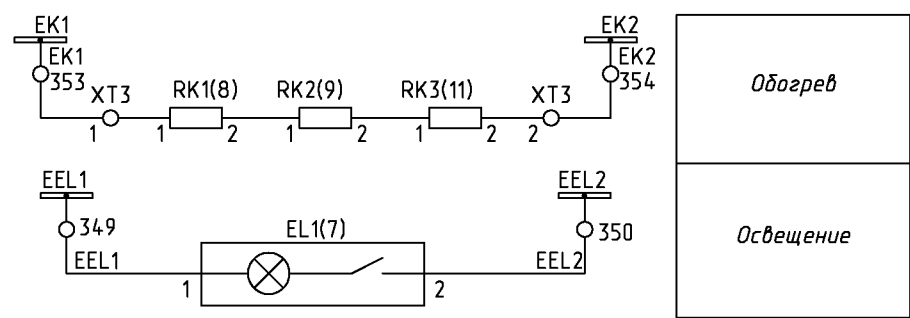 EK1 EK2
EK1 EK2
353 354
XT3 RK1(8) RK2(9) RK3(11) XT3
1 1 2 1 2 1 2 2
Обогрев
EEL1 EEL2
349 EL1(7) 350
EEL1 EEL2
1 2
Освещение